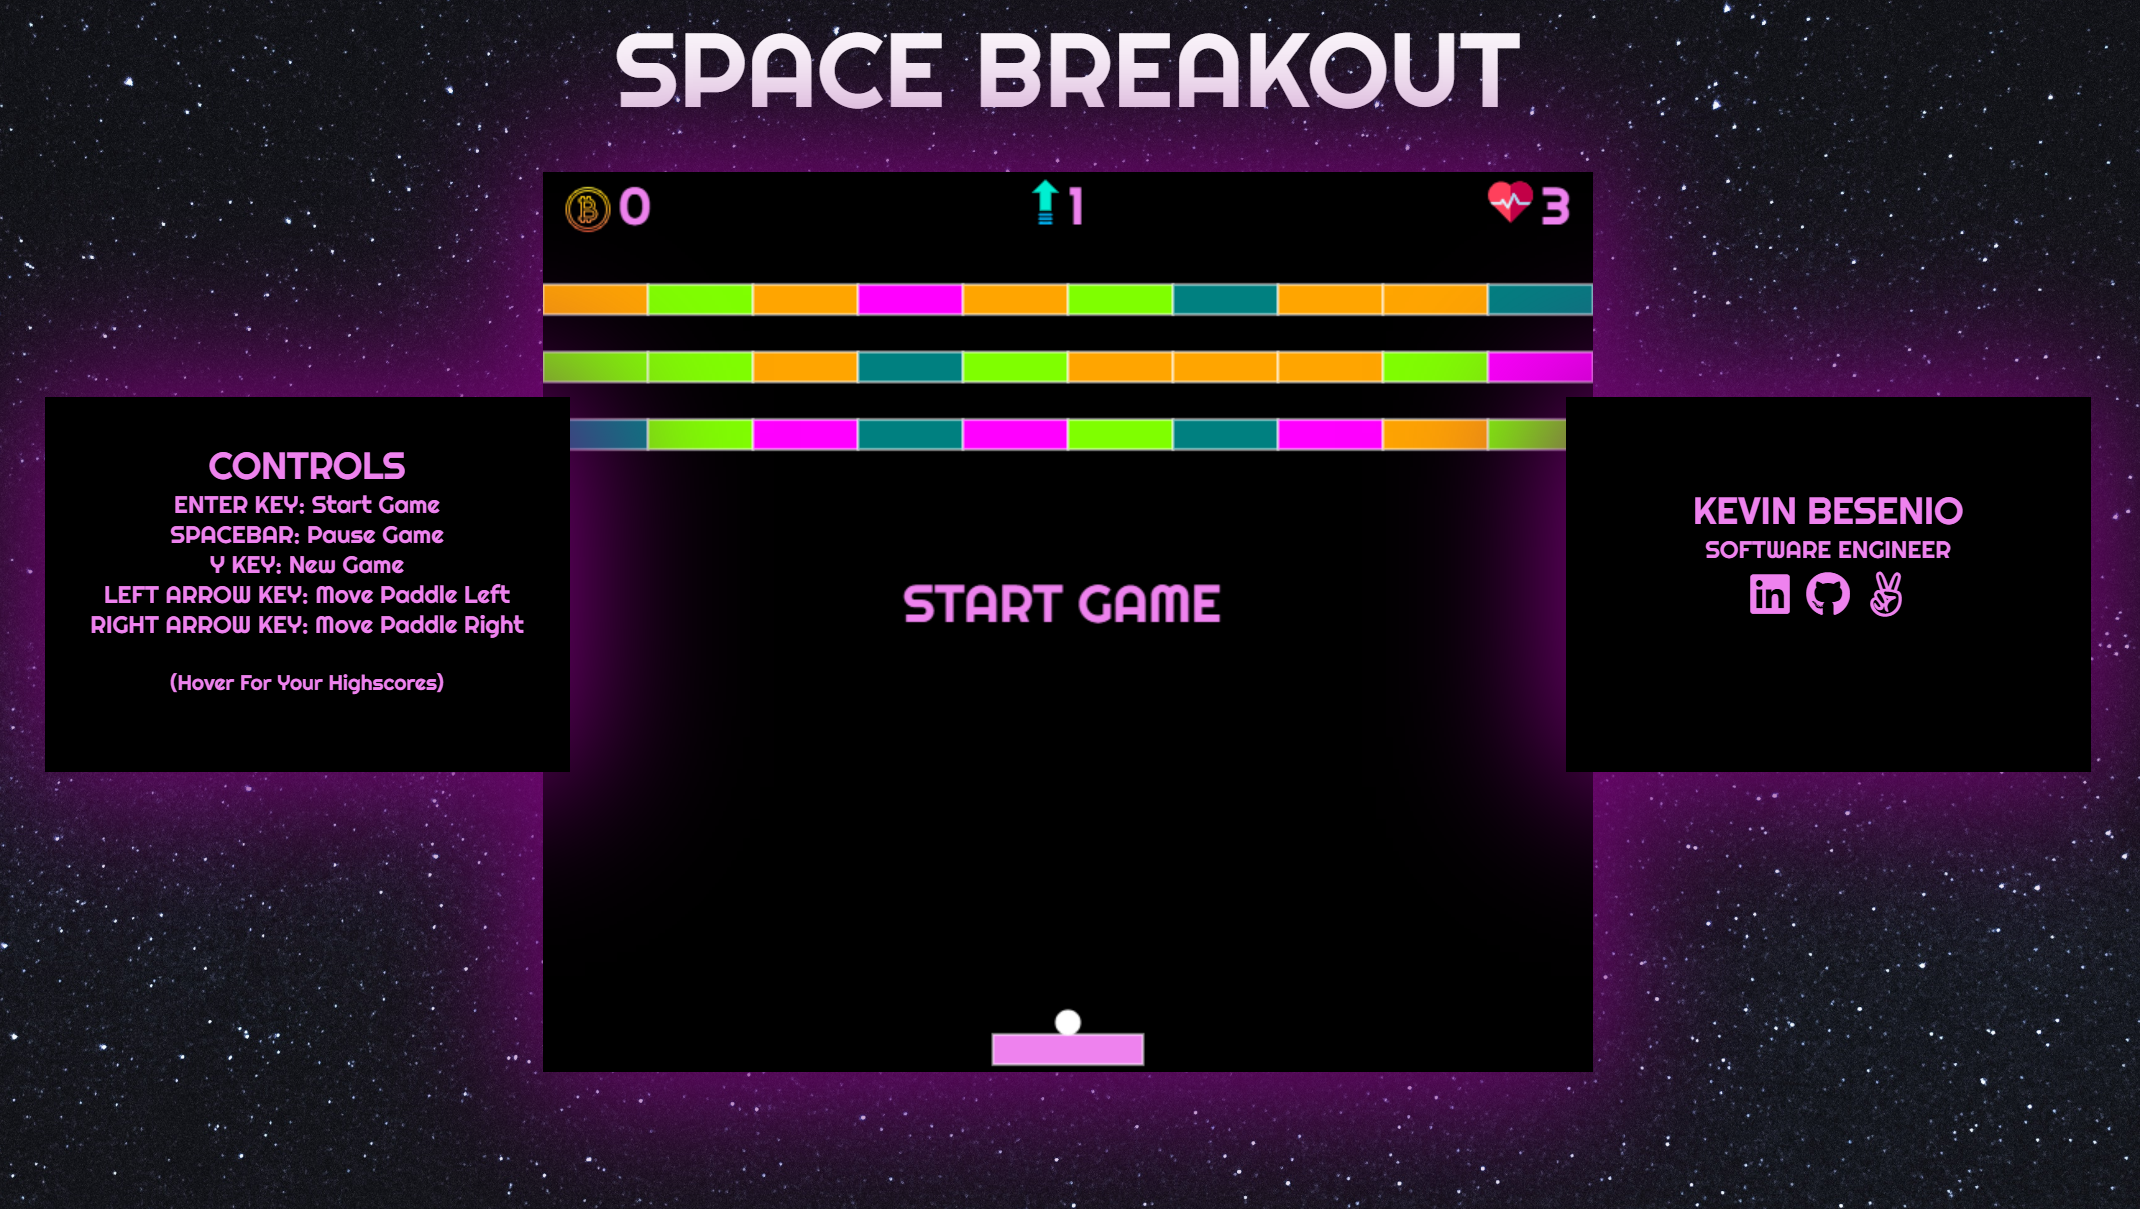 SPACE BREAKOUT
0
1
3
CONTROLS
ENTER KEY: Start Game
SPACEBAR: Pause Game
Y KEY: New Game
LEFT ARROW KEY: Move Paddle Left
RIGHT ARROW KEY: Move Paddle Right
(Hover For Your Highscores)
START GAME
KEVIN BESENIO
SOFTWARE ENGINEER
in